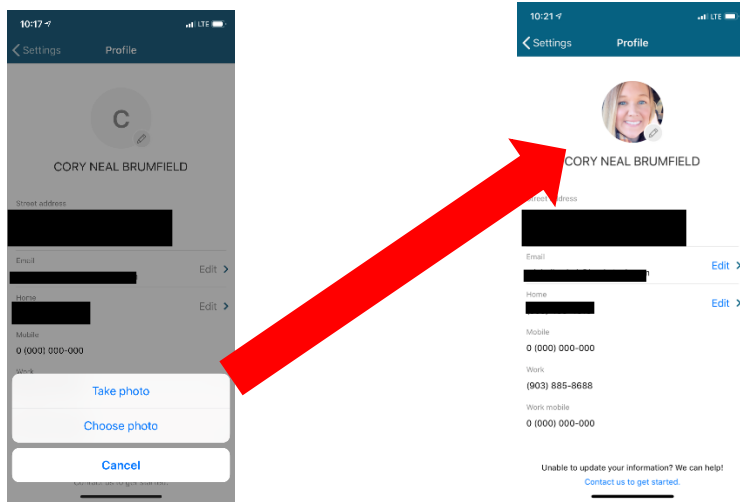 10:17
LTE
Settings
Profile
C
CORY NEAL BRUMFIELD
Street address
Email
Edit
Home
Edit
Mobile
0 (000) 000-000
Work
Take photo
Choose photo
Cancel
10:21
LTE
Settings
Profile
CORY NEAL BRUMFIELD
Street address
Email
Edit
Home
Edit
Mobile
0 (000) 000-000
Work
(903) 885-8688
Work mobile
0 (000) 000-000
Unable to update your information? We can help!
Contact us to get started.